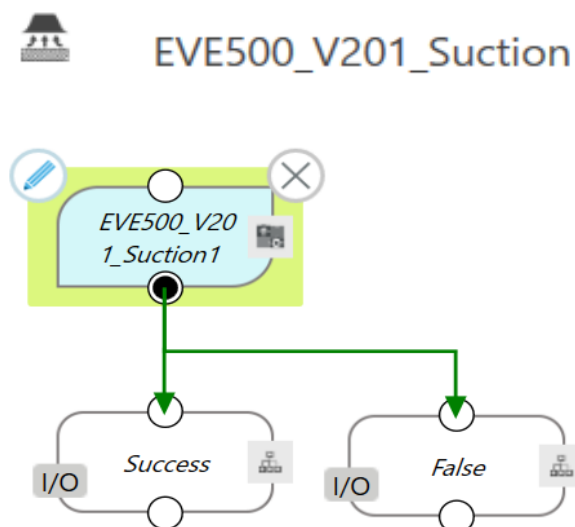 EVE500_V201_Suction
EVE500_V20
1_Suction1
Success
I/O
False
I/O